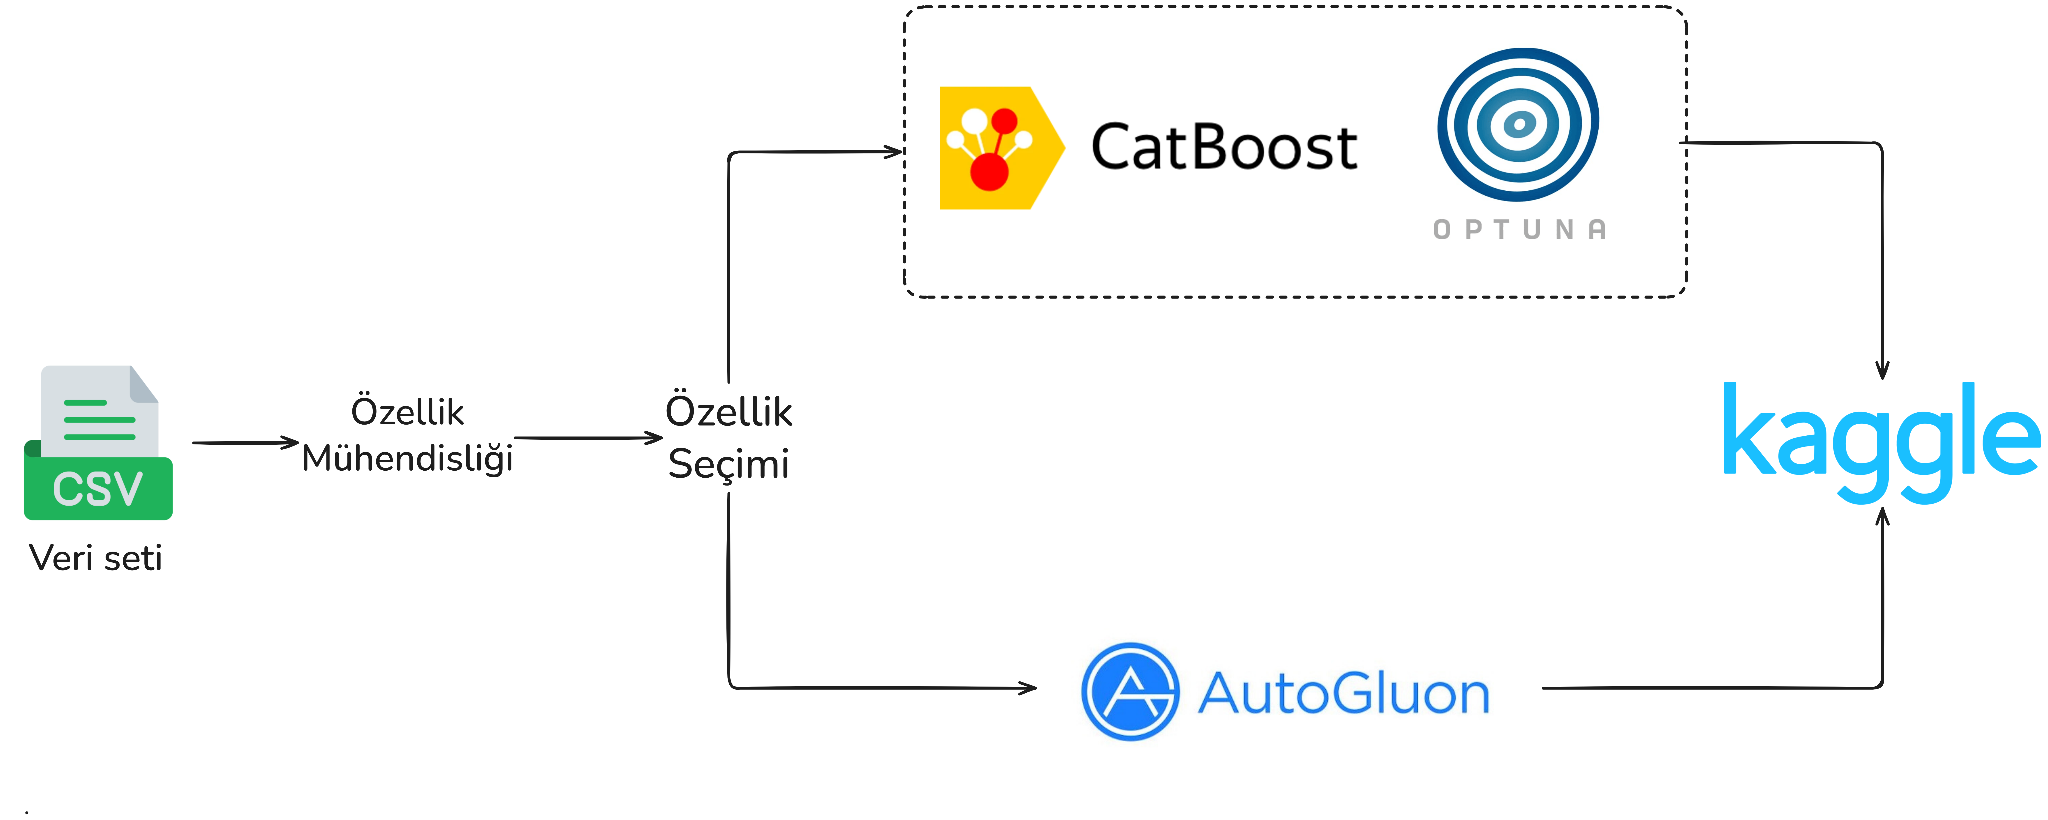 CSV
Veri seti
Özellik
Mühendisliği
Özellik
Seçimi
CatBoost
OPTUNA
AutoGluon
kaggle